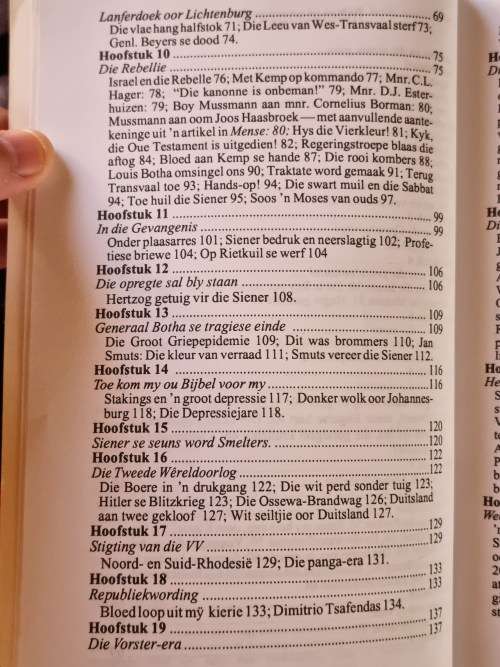 Lanferdoek oor Lichtenburg ........ 69
Die vlae hang halfstok 71; Die Leeu van Wes-Transvaal sterf 73;
Genl. Beyers se dood 74.
Hoofstuk 10 ........ 75
Die Rebellie ........ 75
Israel en die Rebelle 76; Met Kemp op kommando 77; Mnr. C.L.
Hager: 78; "Die kanonne is onbeman!" 79; Mnr. D.J. Ester-
huizen: 79; Boy Mussmann aan mnr. Cornelius Borman: 80;
Mussmann aan oom Joos Haasbroek — met aanvullende aante-
keninge uit 'n artikel in Mense: 80; Hys die Vierkleur! 81; Kyk,
die Oue Testament is uitgedien! 82; Regeringstroepe blaas die
aftog 84; Bloed aan Kemp se hande 87; Die rooi kombers 88;
Louis Botha omsingel ons 90; Traktate word gemaak 91; Terug
Transvaal toe 93; Hands-op! 94; Die swart muil en die Sabbat
94; Toe huil die Siener 95; Soos 'n Moses van ouds 97.
Hoofstuk 11 ........ 99
In die Gevangenis ........ 99
Onder plaasarres 101; Siener bedruk en neerslagtig 102; Profe-
tiese briewe 104; Op Rietkuil se werf 104
Hoofstuk 12 ........ 106
Die opregte sal bly staan ........ 106
Hertzog getuig vir die Siener 108.
Hoofstuk 13 ........ 109
Generaal Botha se tragiese einde ........ 109
Die Groot Griepepidemie 109; Dit was brommers 110; Jan
Smuts: Die kleur van verraad 111; Smuts vereer die Siener 112.
Hoofstuk 14 ........ 116
Toe kom my ou Bijbel voor my ........ 116
Stakings en 'n groot depressie 117; Donker wolk oor Johannes-
burg 118; Die Depressiejare 118.
Hoofstuk 15 ........ 120
Siener se seuns word Smelters. ........ 120
Hoofstuk 16 ........ 122
Die Tweede Wêreldoorlog ........ 122
Die Boere in 'n drukgang 122; Die wit perd sonder tuig 123;
Hitler se Blitzkrieg 123; Die Ossewa-Brandwag 126; Duitsland
aan twee gekloof 127; Wit seiltjie oor Duitsland 127.
Hoofstuk 17 ........ 129
Stigting van die VV ........ 129
Noord- en Suid-Rhodesië 129; Die panga-era 131.
Hoofstuk 18 ........ 133
Republiekwording ........ 133
Bloed loop uit mÿ kierie 133; Dimitrio Tsafendas 134.
Hoofstuk 19 ........ 137
Die Vorster-era ........ 137